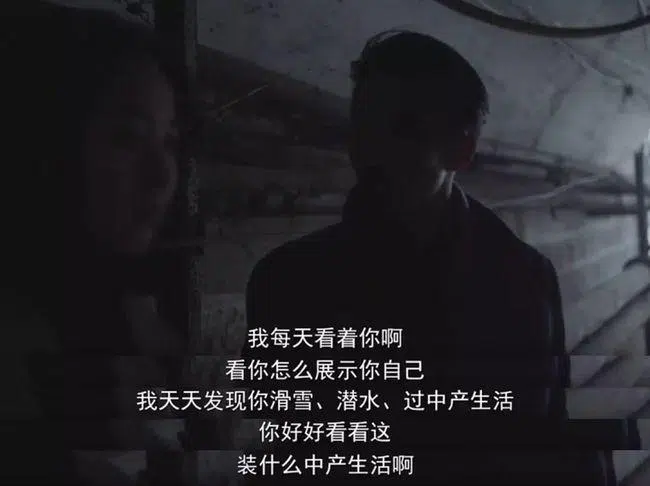 我每天看着你啊
看你怎么展示你自己
我天天发现你滑雪、潜水、过中产生活
你好好看看这
装什么中产生活啊